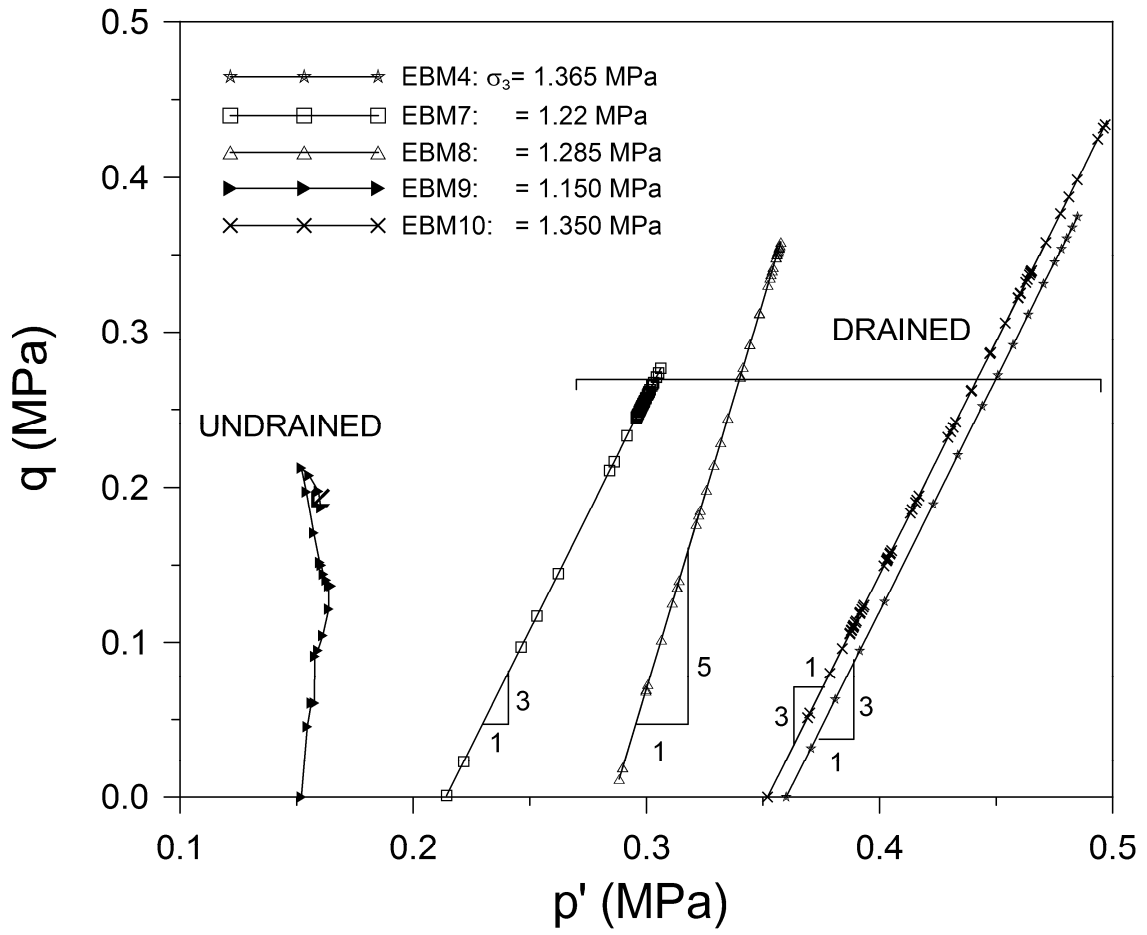 0.5
EBM4: σ3= 1.365 MPa
EBM7: = 1.22 MPa
EBM8: = 1.285 MPa
EBM9: = 1.150 MPa
EBM10: = 1.350 MPa
0.4
0.3
DRAINED
UNDRAINED
q (MPa)
0.2
5
0.1
1
3
3
3
1
1
1
0.0
0.1
0.2
0.3
0.4
0.5
p' (MPa)